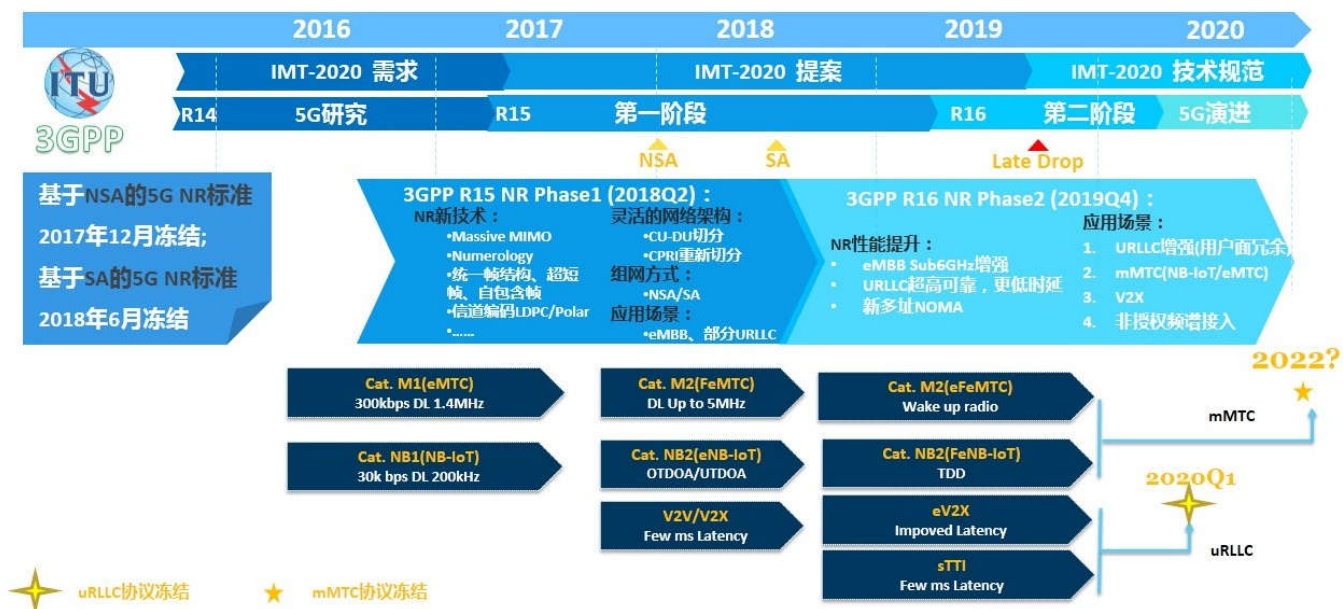 2016
2017
2018
2019
2020
ITU
3GPP
IMT-2020 需求
IMT-2020 提案
IMT-2020 技术规范
R14
5G研究
R15
第一阶段
R16
第二阶段
5G演进
NSA
SA
Late Drop
基于NSA的5G NR标准
2017年12月冻结;
基于SA的5G NR标准
2018年6月冻结
3GPP R15 NR Phase1 (2018Q2)：
NR新技术：
•Massive MIMO
•Numerology
•统一帧结构、超短
帧、自包含帧
•信道编码LDPC/Polar
•……
灵活的网络架构：
•CU-DU切分
•CPRI重新切分
组网方式：
•NSA/SA
应用场景：
•eMBB、部分URLLC
3GPP R16 NR Phase2 (2019Q4)：
NR性能提升：
• eMBB Sub6GHz增强
• URLLC超高可靠，更低时延
• 新多址NOMA
应用场景：
1. URLLC增强(用户面冗余)
2. mMTC(NB-IoT/eMTC)
3. V2X
4. 非授权频谱接入
Cat. M1(eMTC)
300kbps DL 1.4MHz
Cat. M2(FeMTC)
DL Up to 5MHz
Cat. M2(eFeMTC)
Wake up radio
2022?
mMTC
Cat. NB1(NB-IoT)
30k bps DL 200kHz
Cat. NB2(eNB-IoT)
OTDOA/UTDOA
Cat. NB2(FeNB-IoT)
TDD
2020Q1
V2V/V2X
Few ms Latency
eV2X
Impoved Latency
uRLLC
sTTI
Few ms Latency
uRLLC协议冻结
mMTC协议冻结